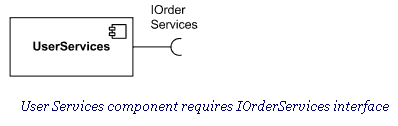 IOrder
Services
UserServices
User Services component requires IOrderServices interface